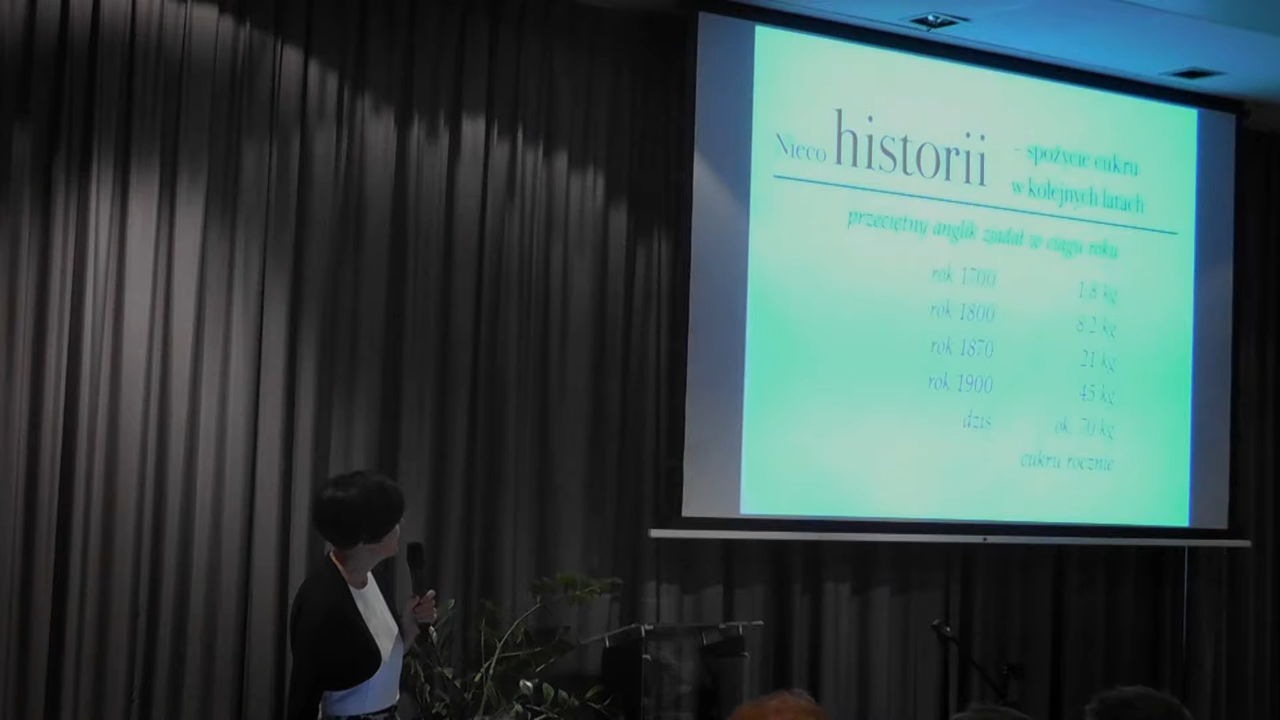 Nieco historii - spożycie cukru
w kolejnych latach
przeciętny anglik zjadał w ciągu roku
rok 1700 1,8 kg
rok 1800 8,2 kg
rok 1870 21 kg
rok 1900 45 kg
dziś ok. 70 kg
cukru rocznie